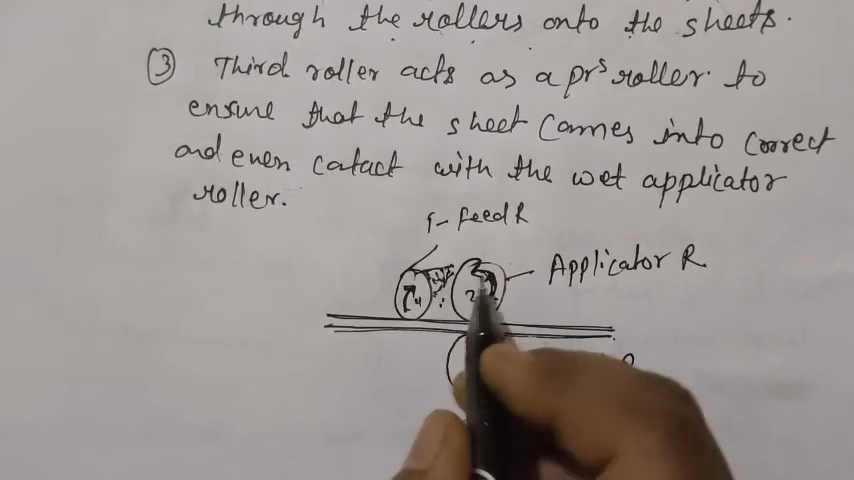 through the rollers onto the sheets.
③ Third roller acts as a prs roller to
ensure that the sheet comes into correct
and even catact with the wet applicator
roller.
feed R
Applicator R
2